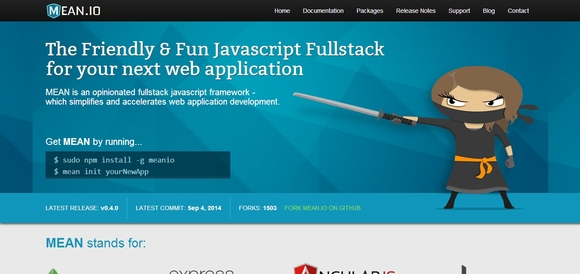 MEAN.IO
Home Documentation Packages Release Notes Support Blog Contact
The Friendly & Fun Javascript Fullstack
for your next web application
MEAN is an opinionated fullstack javascript framework -
which simplifies and accelerates web application development.
Get MEAN by running...
$ sudo npm install -g meanio
$ mean init yourNewApp
LATEST RELEASE: v0.4.0 LATEST COMMIT: Sep 4, 2014 FORKS: 1503 FORK MEAN.IO ON GITHUB
MEAN stands for:
express